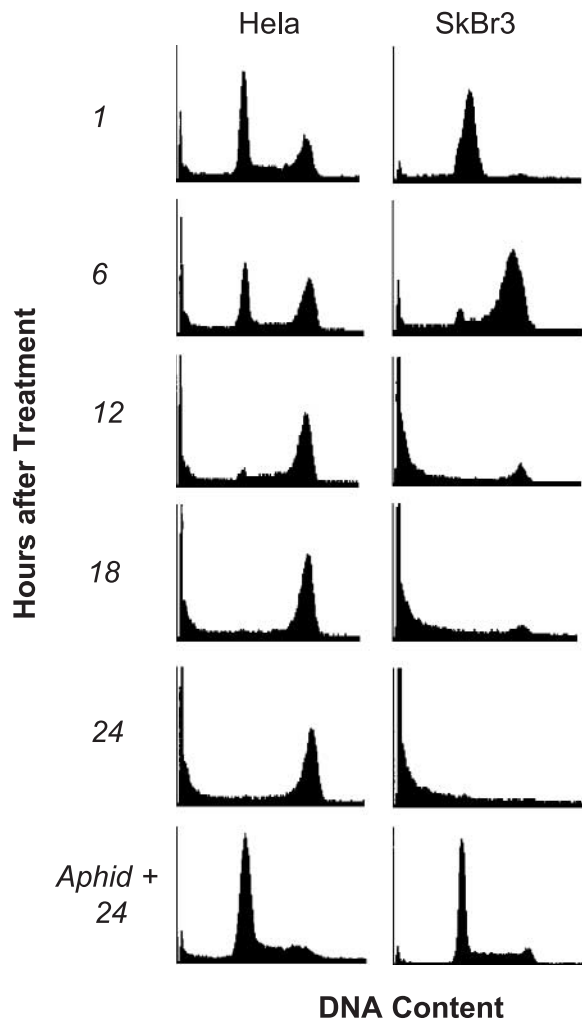 Hela
SkBr3
Hours after Treatment
1
6
12
18
24
Aphid +
24
DNA Content